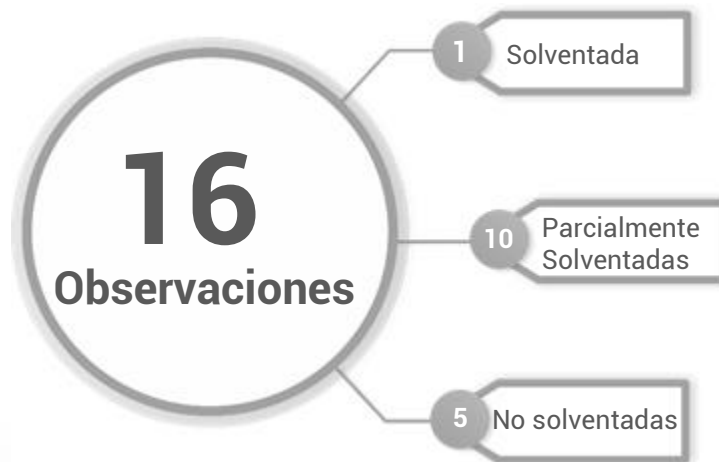 16
Observaciones
1
Solventada
10
Parcialmente
Solventadas
5
No solventadas